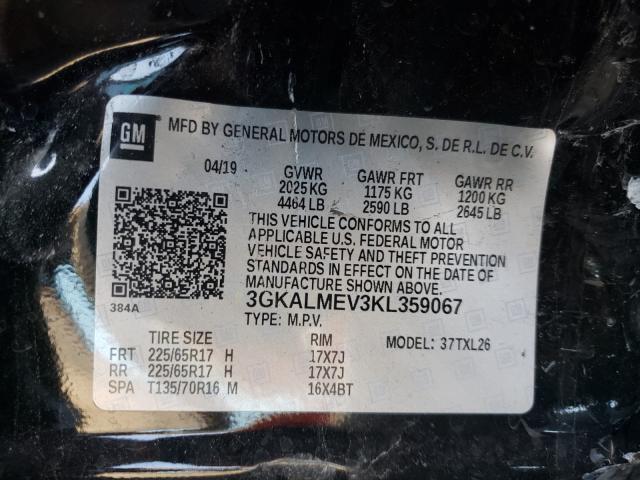 GM
MFD BY GENERAL MOTORS DE MEXICO, S. DE R.L. DE C.V.
04/19 GVWR GAWR FRT GAWR RR
2025 KG 1175 KG 1200 KG
4464 LB 2590 LB 2645 LB
THIS VEHICLE CONFORMS TO ALL
APPLICABLE U.S. FEDERAL MOTOR
VEHICLE SAFETY AND THEFT PREVENTION
STANDARDS IN EFFECT ON THE DATE
OF MANUFACTURE SHOWN ABOVE.
384A
3GKALMEV3KL359067
TYPE: M.P.V.
TIRE SIZE RIM MODEL: 37TXL26
FRT 225/65R17 H 17X7J
RR 225/65R17 H 17X7J
SPA T135/70R16 M 16X4BT